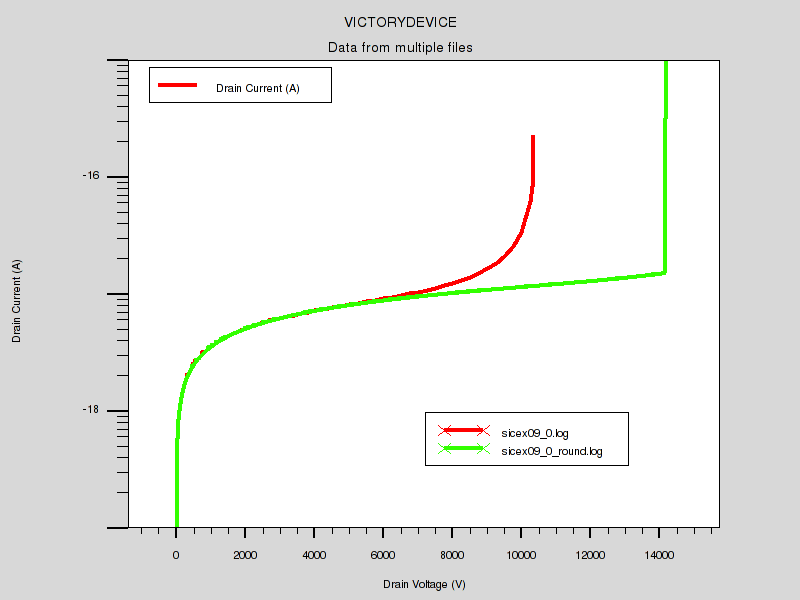 VICTORYDEVICE
Data from multiple files
Drain Current (A)
-16
Drain Current (A)
-18
sicex09_0.log
sicex09_0_round.log
0 2000 4000 6000 8000 10000 12000 14000
Drain Voltage (V)